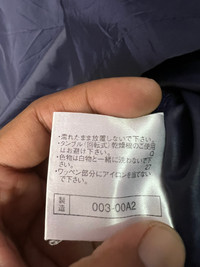 ・濡れたまま放置しないで下さい。
・タンブル(回転式)乾燥機のご使用
はお避け下さい。
・色物は白物と一緒に洗わないで下
さい。
・ワッペン部分にアイロンを当てない
で下さい。
製造
003-00A2